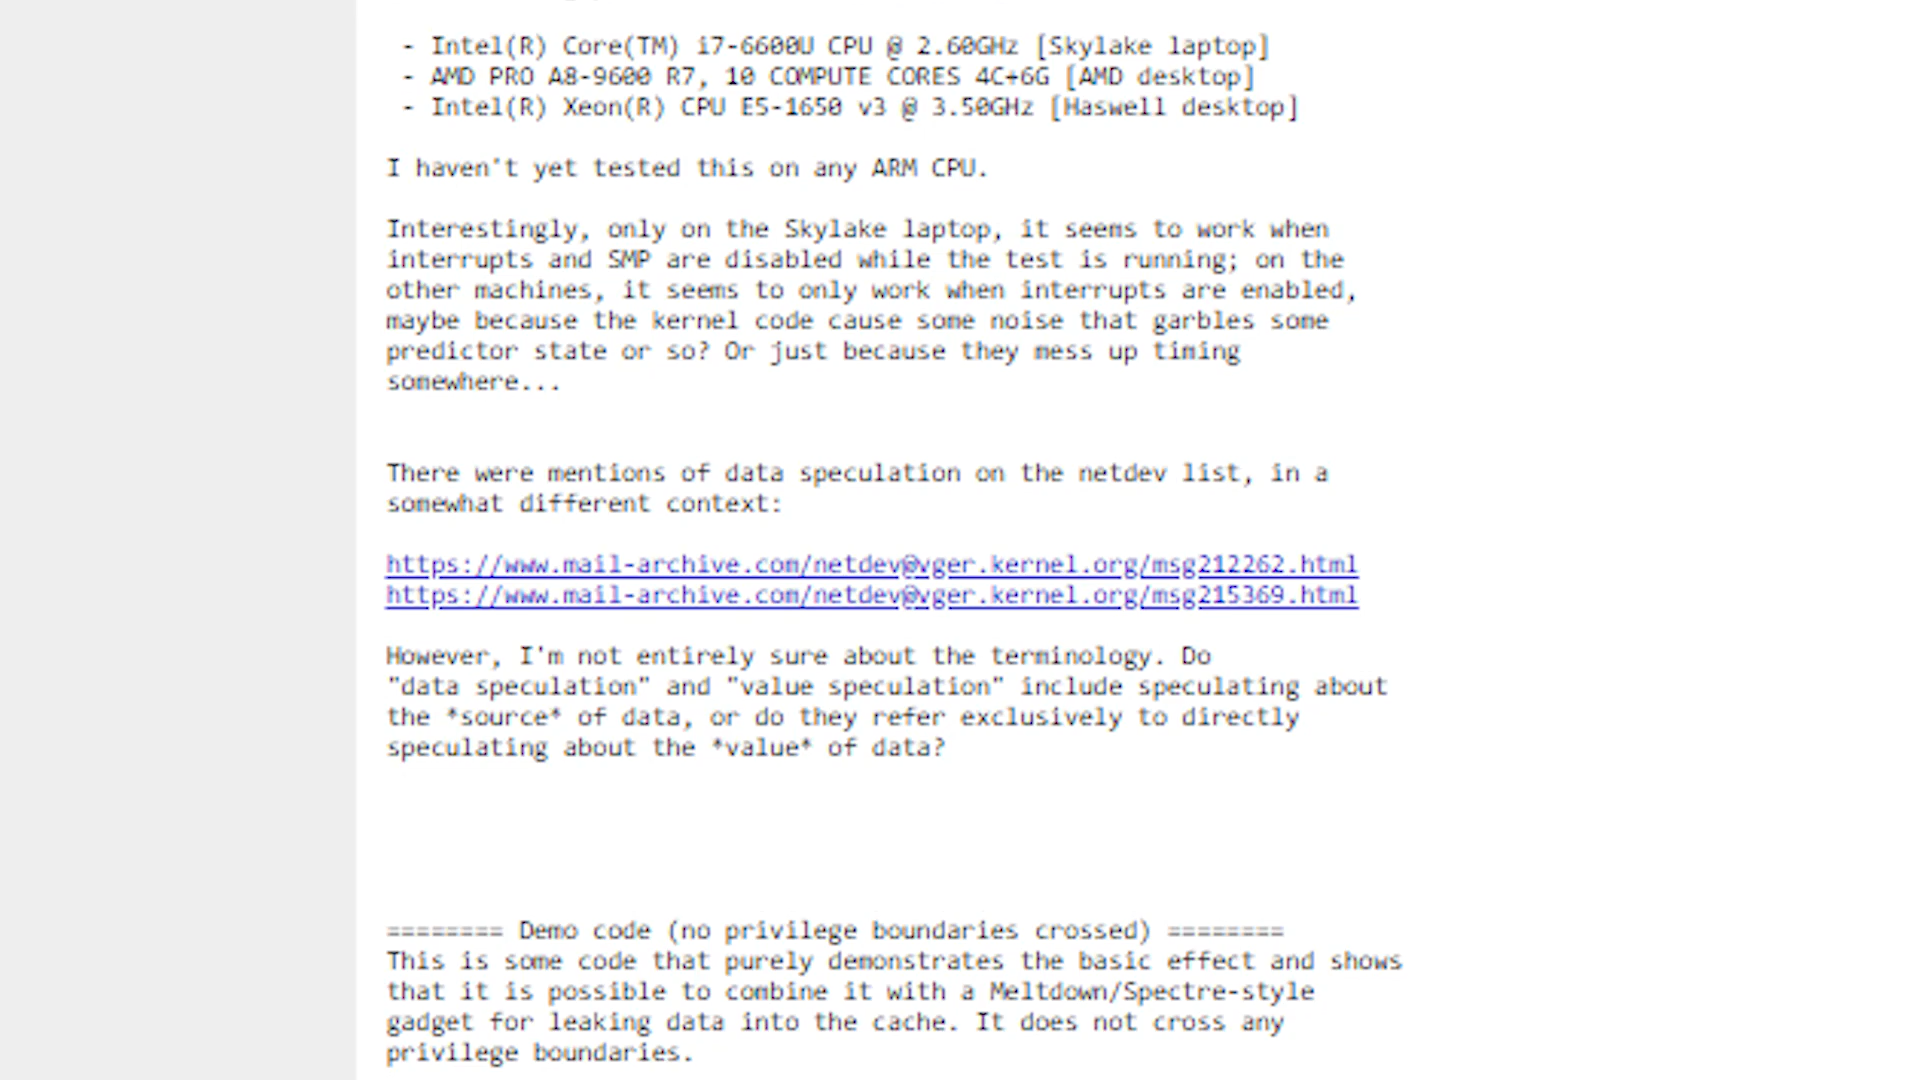 - Intel(R) Core(TM) i7-6600U CPU @ 2.60GHz [Skylake laptop]
- AMD PRO A8-9600 R7, 10 COMPUTE CORES 4C+6G [AMD desktop]
- Intel(R) Xeon(R) CPU E5-1650 v3 @ 3.50GHz [Haswell desktop]
I haven't yet tested this on any ARM CPU.
Interestingly, only on the Skylake laptop, it seems to work when
interrupts and SMP are disabled while the test is running; on the
other machines, it seems to only work when interrupts are enabled,
maybe because the kernel code cause some noise that garbles some
predictor state or so? Or just because they mess up timing
somewhere...
There were mentions of data speculation on the netdev list, in a
somewhat different context:
https://www.mail-archive.com/netdev@vger.kernel.org/msg212262.html
https://www.mail-archive.com/netdev@vger.kernel.org/msg215369.html
However, I'm not entirely sure about the terminology. Do
"data speculation" and "value speculation" include speculating about
the *source* of data, or do they refer exclusively to directly
speculating about the *value* of data?
======== Demo code (no privilege boundaries crossed) ========
This is some code that purely demonstrates the basic effect and shows
that it is possible to combine it with a Meltdown/Spectre-style
gadget for leaking data into the cache. It does not cross any
privilege boundaries.